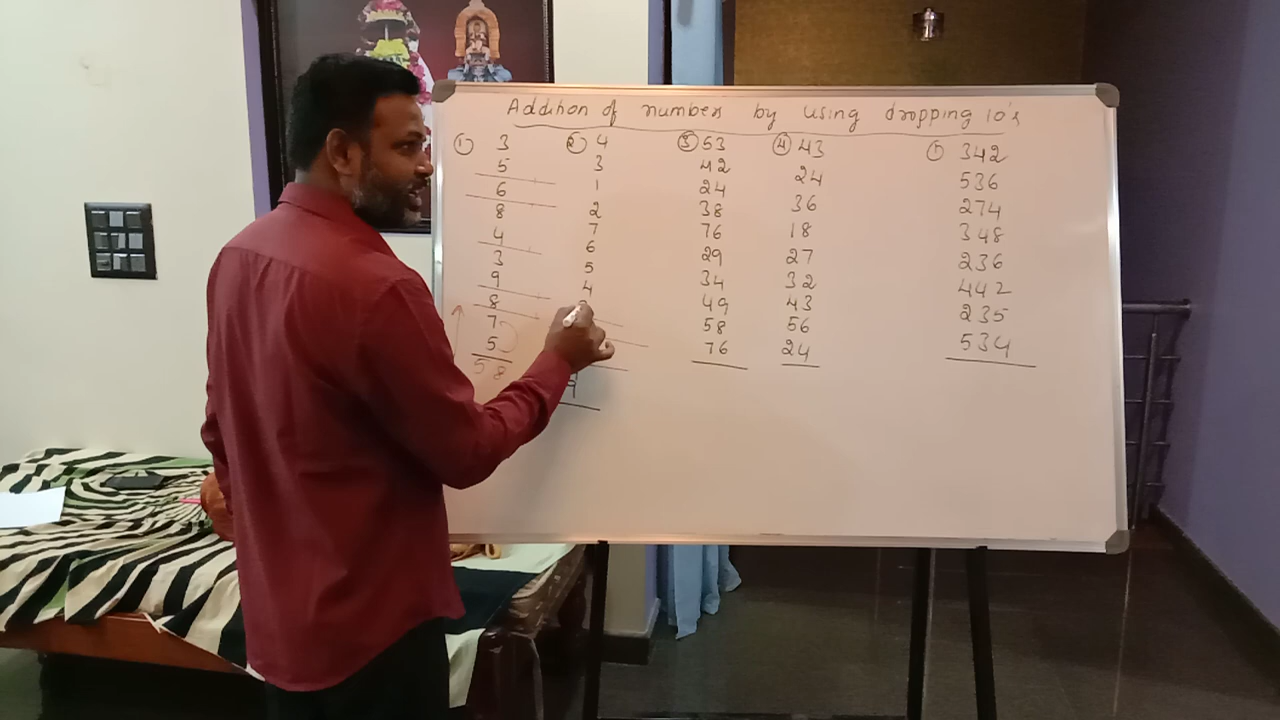 Addition of numbers by using dropping 10's
① 3 ② 4 ③ 53 ④ 43 ⑤ 342
5 3 42 24 536
6 1 24 36 274
8 2 38 18 348
4 7 76 27 236
3 6 29 32 442
9 5 34 43 235
8 4 49 56 534
7 58 24
5 76
58
9